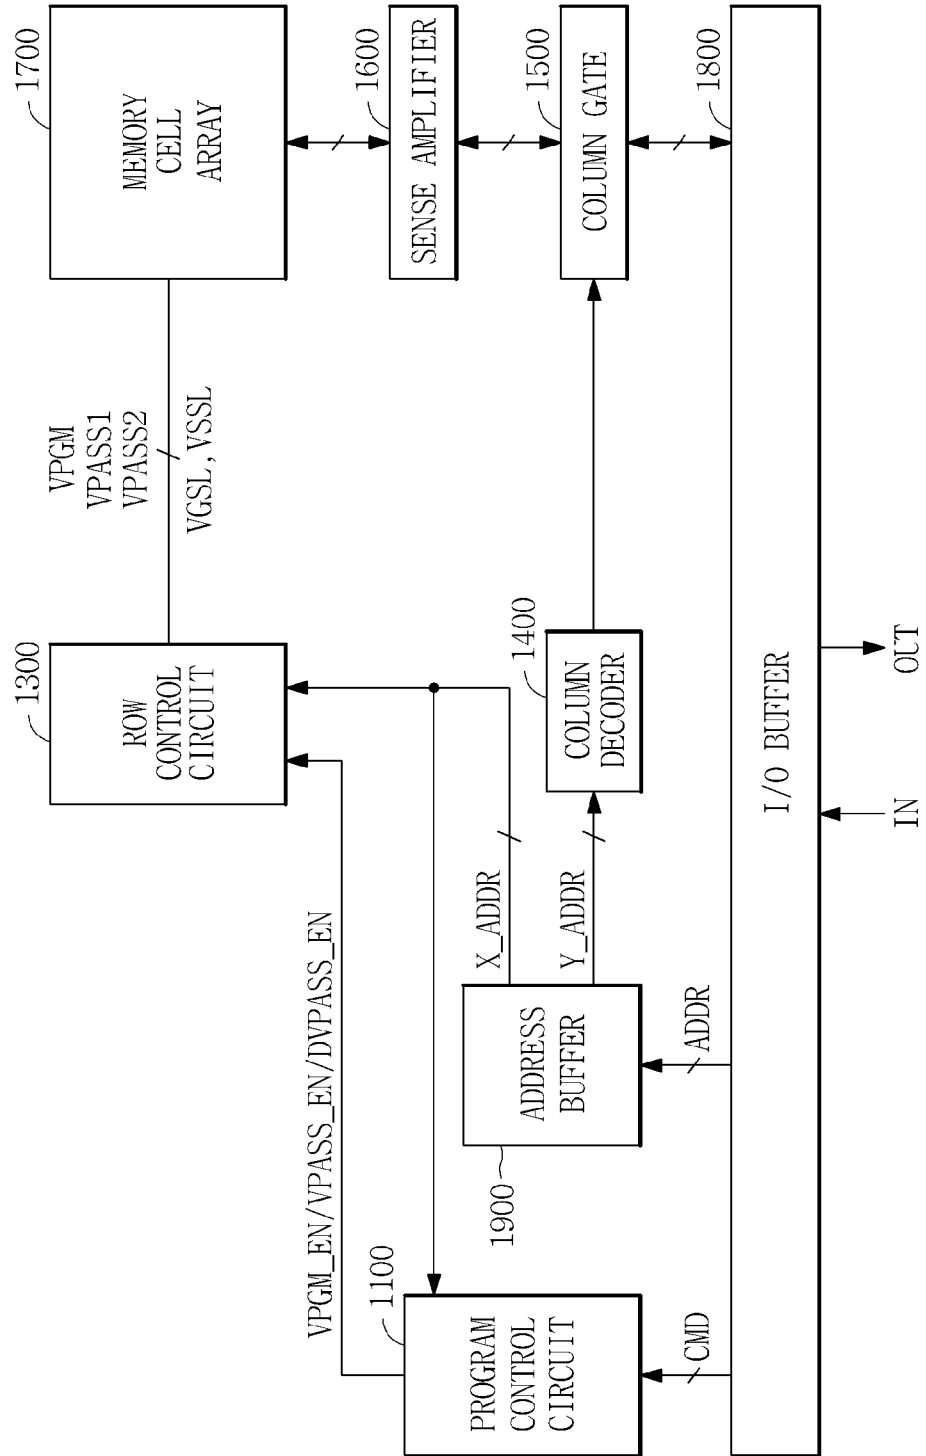 1700
MEMORY
CELL
ARRAY
1600
SENSE AMPLIFIER
1500
COLUMN GATE
1800
I/O BUFFER
VPGM
VPASS1
VPASS2
VGSL,VSSL
1300
ROW
CONTROL
CIRCUIT
1400
COLUMN
DECODER
OUT
IN
X_ADDR
Y_ADDR
VPGM_EN/VPASS_EN/DVPASS_EN
ADDRESS
BUFFER
1900
ADDR
1100
PROGRAM
CONTROL
CIRCUIT
CMD